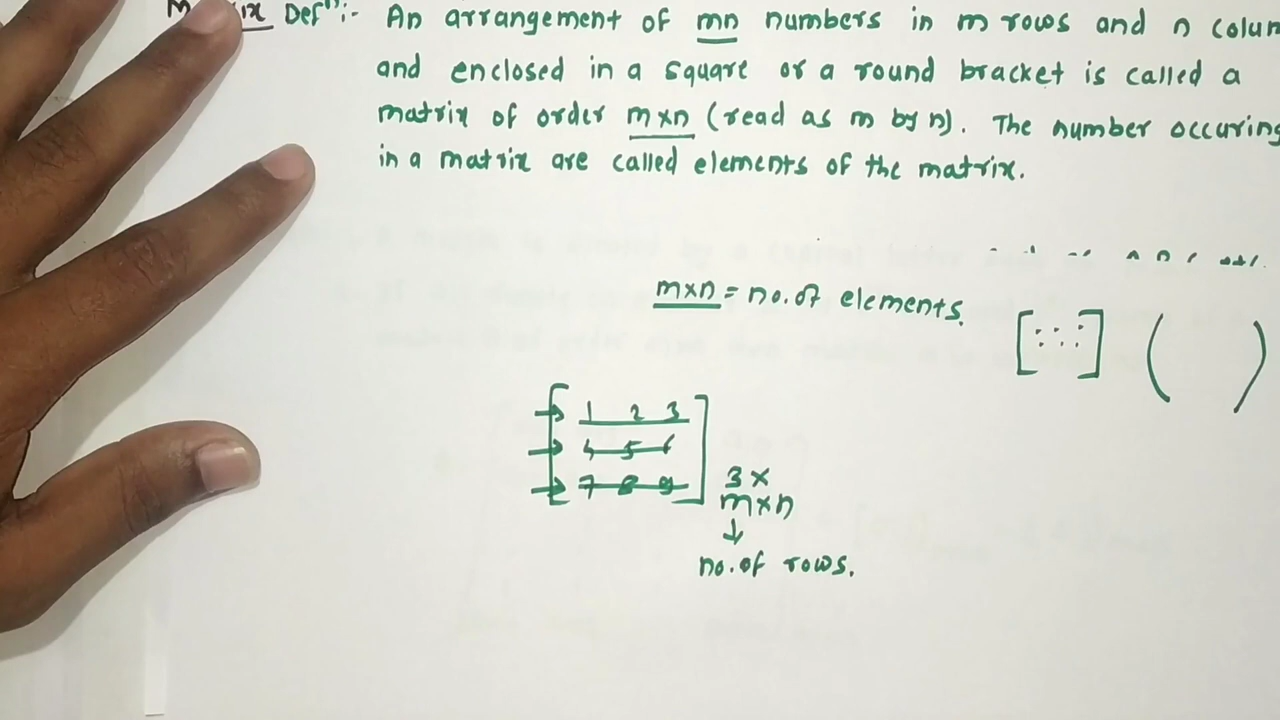 Defⁿ:- An arrangement of mn numbers in m rows and n colum
and enclosed in a square or a round bracket is called a
matrix of order m×n (read as m by n). The number occuring
in a matrix are called elements of the matrix.
m×n = no. of elements.
1 2 3
4 5 6
7 8 9
3 ×
m×n
no. of rows.